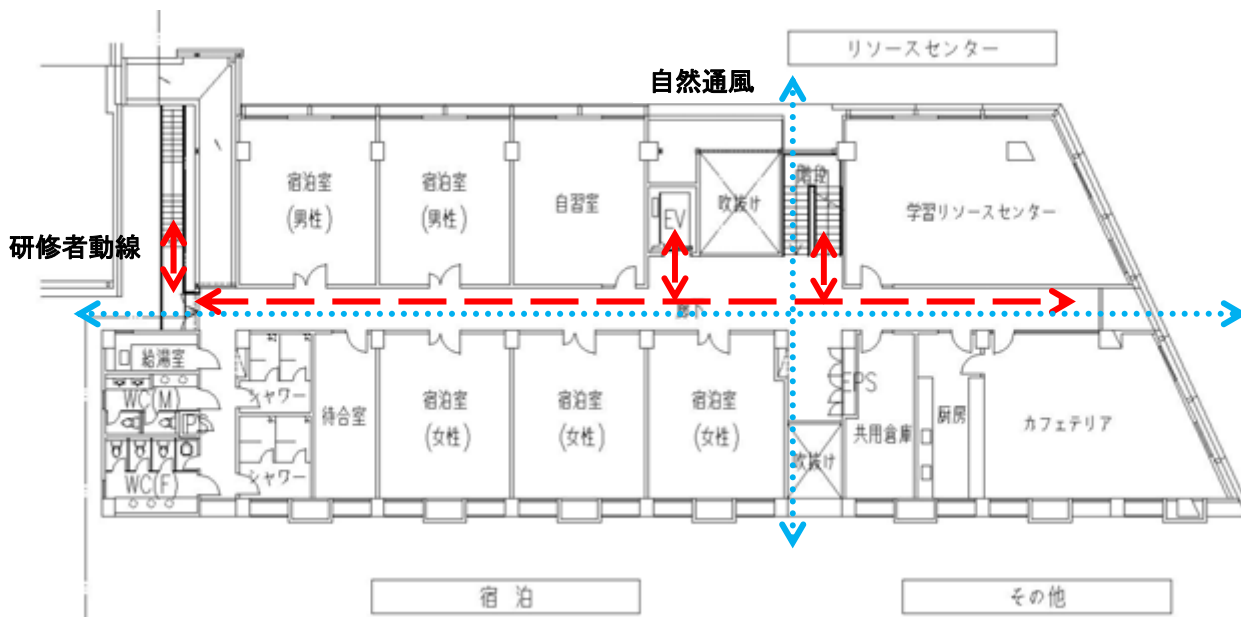 リソースセンター
自然通風
宿泊室
(男性)
宿泊室
(男性)
自習室
EV
吹抜け
階段
学習リソースセンター
研修者動線
廊下
給湯室
WC(M)
PS
WC(F)
シャワー
シャワー
待合室
宿泊室
(女性)
宿泊室
(女性)
宿泊室
(女性)
EPS
吹抜け
共用倉庫
厨房
カフェテリア
宿 泊
その他